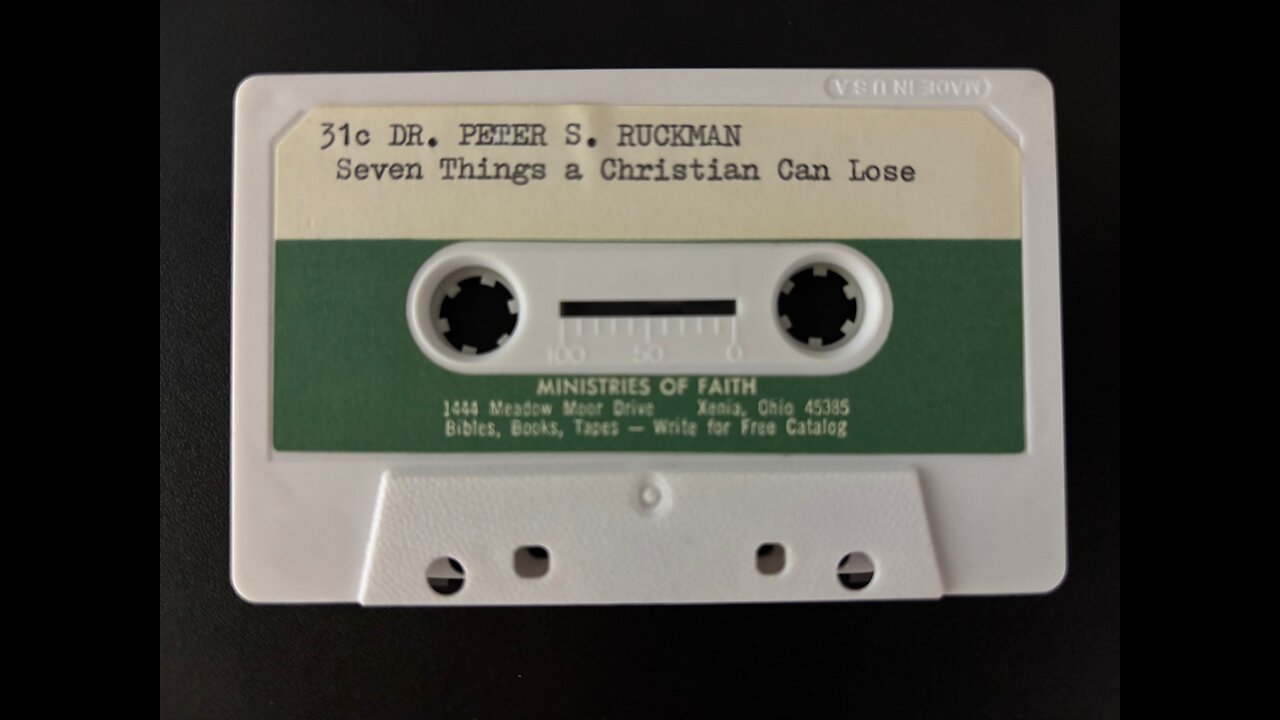 MADE IN U S A
31c DR. PETER S. RUCKMAN
Seven Things a Christian Can Lose
100 50 0
MINISTRIES OF FAITH
1444 Meadow Moor Drive Xenia, Ohio 45385
Bibles, Books, Tapes — Write for Free Catalog